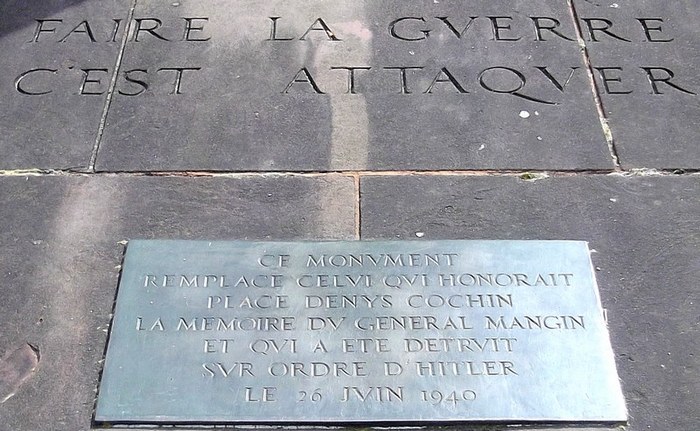 FAIRE LA GVERRE
C'EST ATTAQVER
CE MONVMENT
REMPLACE CELVI QVI HONORAIT
PLACE DENYS COCHIN
LA MEMOIRE DV GENERAL MANGIN
ET QVI A ETE DETRVIT
SVR ORDRE D'HITLER
LE 26 JVIN 1940